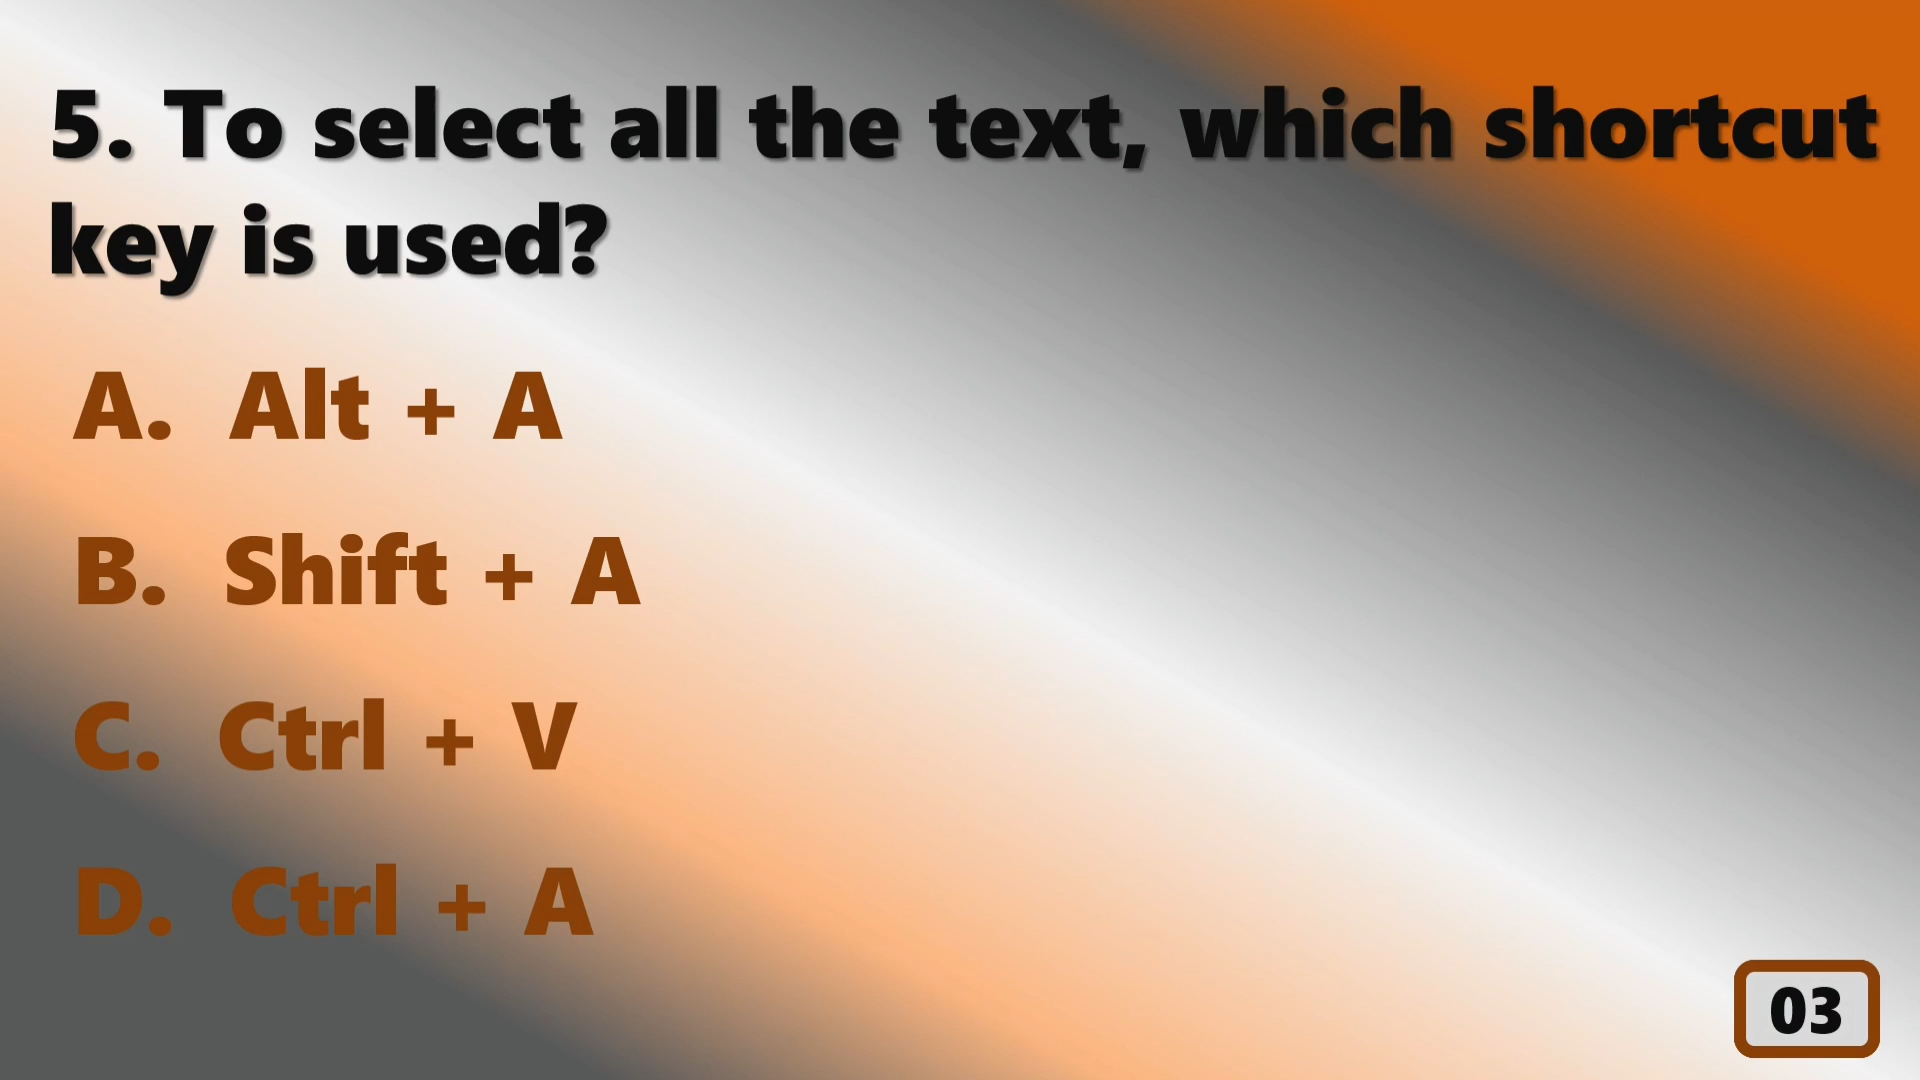 5. To select all the text, which shortcut
key is used?
A. Alt + A
B. Shift + A
C. Ctrl + V
D. Ctrl + A
03